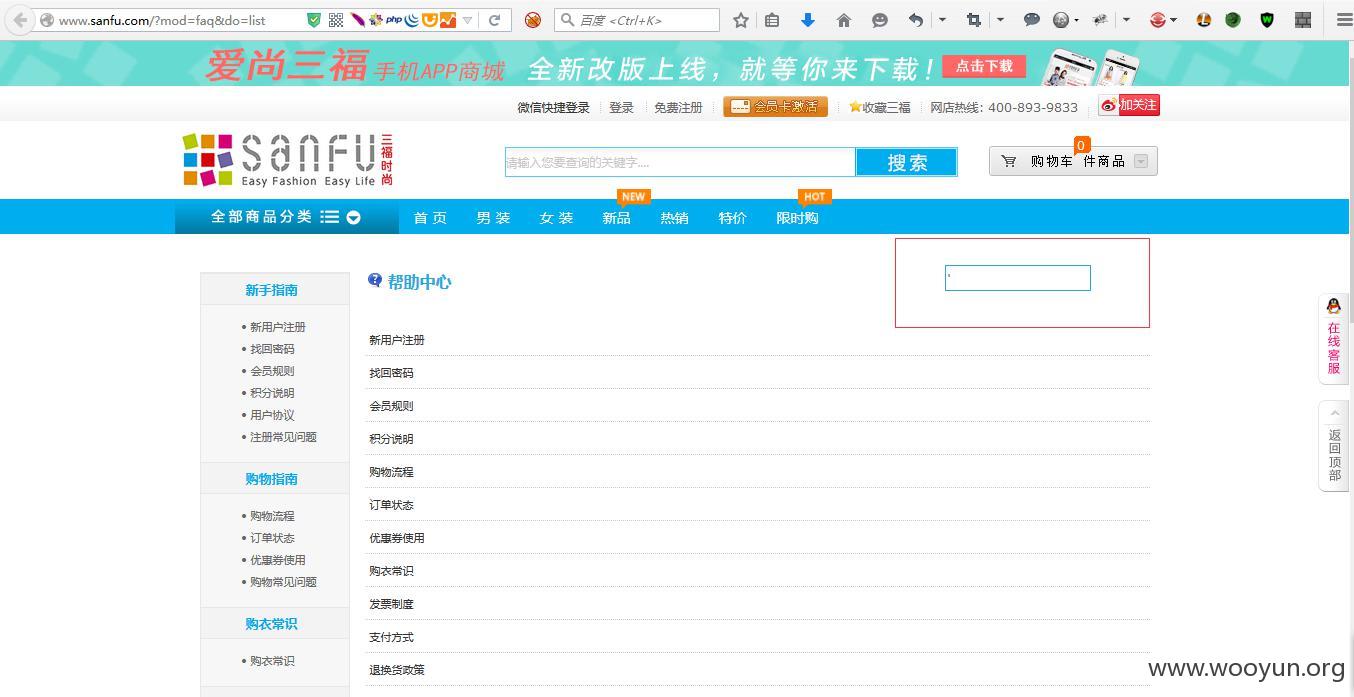 www.sanfu.com/?mod=faq&do=list
php
百度 <Ctrl+K>
爱尚三福 手机APP商城 全新改版上线，就等你来下载！ 点击下载
微信快捷登录 登录 免费注册 会员卡激活 收藏三福 网店热线: 400-893-9833 加关注
SANFU 三福时尚
Easy Fashion Easy Life
请输入您要查询的关键字.... 搜索
购物车 0 件商品
NEW HOT
全部商品分类 首页 男装 女装 新品 热销 特价 限时购
帮助中心
'
新手指南
• 新用户注册
• 找回密码
• 会员规则
• 积分说明
• 用户协议
• 注册常见问题
购物指南
• 购物流程
• 订单状态
• 优惠券使用
• 购物常见问题
购衣常识
• 购衣常识
新用户注册
找回密码
会员规则
积分说明
购物流程
订单状态
优惠券使用
购衣常识
发票制度
支付方式
退换货政策
在线客服
返回顶部
www.wooyun.org